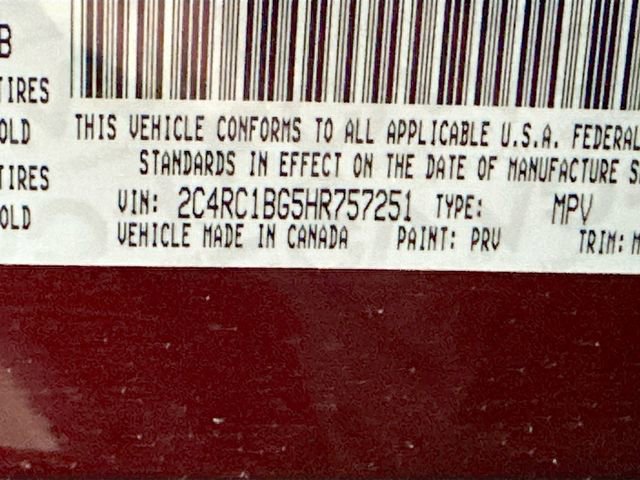 B
TIRES
OLD
TIRES
OLD
THIS VEHICLE CONFORMS TO ALL APPLICABLE U.S.A. FEDERAL
STANDARDS IN EFFECT ON THE DATE OF MANUFACTURE S
VIN: 2C4RC1BG5HR757251 TYPE: MPV
VEHICLE MADE IN CANADA PAINT: PRV TRIM: M